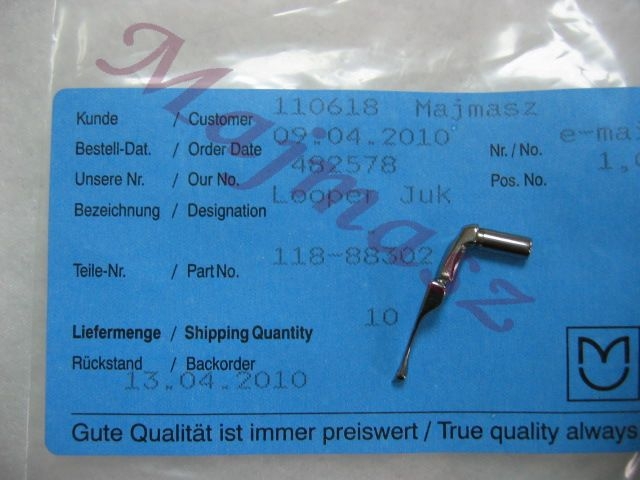 110618 Majmasz
Kunde / Customer
09.04.2010 e-ma
Bestell-Dat. / Order Date Nr./No.
482578 1,
Unsere Nr. / Our No. Pos. No.
Looper Juk
Bezeichnung / Designation
118-88302
Teile-Nr. / Part No.
10
Liefermenge / Shipping Quantity
Rückstand / Backorder
13.04.2010
Gute Qualität ist immer preiswert / True quality always
Majmasz